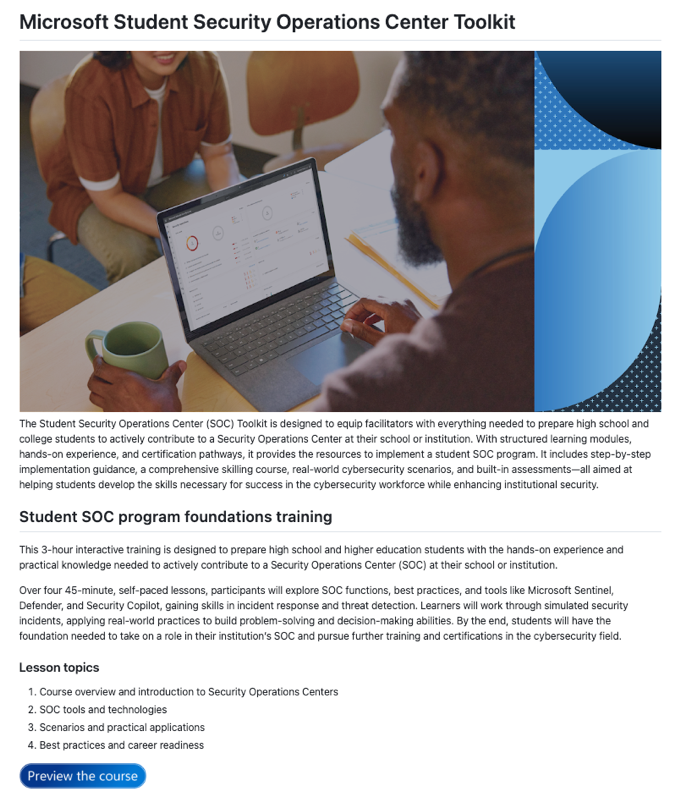 Microsoft Student Security Operations Center Toolkit
The Student Security Operations Center (SOC) Toolkit is designed to equip facilitators with everything needed to prepare high school and
college students to actively contribute to a Security Operations Center at their school or institution. With structured learning modules,
hands-on experience, and certification pathways, it provides the resources to implement a student SOC program. It includes step-by-step
implementation guidance, a comprehensive skilling course, real-world cybersecurity scenarios, and built-in assessments—all aimed at
helping students develop the skills necessary for success in the cybersecurity workforce while enhancing institutional security.
Student SOC program foundations training
This 3-hour interactive training is designed to prepare high school and higher education students with the hands-on experience and
practical knowledge needed to actively contribute to a Security Operations Center (SOC) at their school or institution.
Over four 45-minute, self-paced lessons, participants will explore SOC functions, best practices, and tools like Microsoft Sentinel,
Defender, and Security Copilot, gaining skills in incident response and threat detection. Learners will work through simulated security
incidents, applying real-world practices to build problem-solving and decision-making abilities. By the end, students will have the
foundation needed to take on a role in their institution's SOC and pursue further training and certifications in the cybersecurity field.
Lesson topics
1. Course overview and introduction to Security Operations Centers
2. SOC tools and technologies
3. Scenarios and practical applications
4. Best practices and career readiness
Preview the course